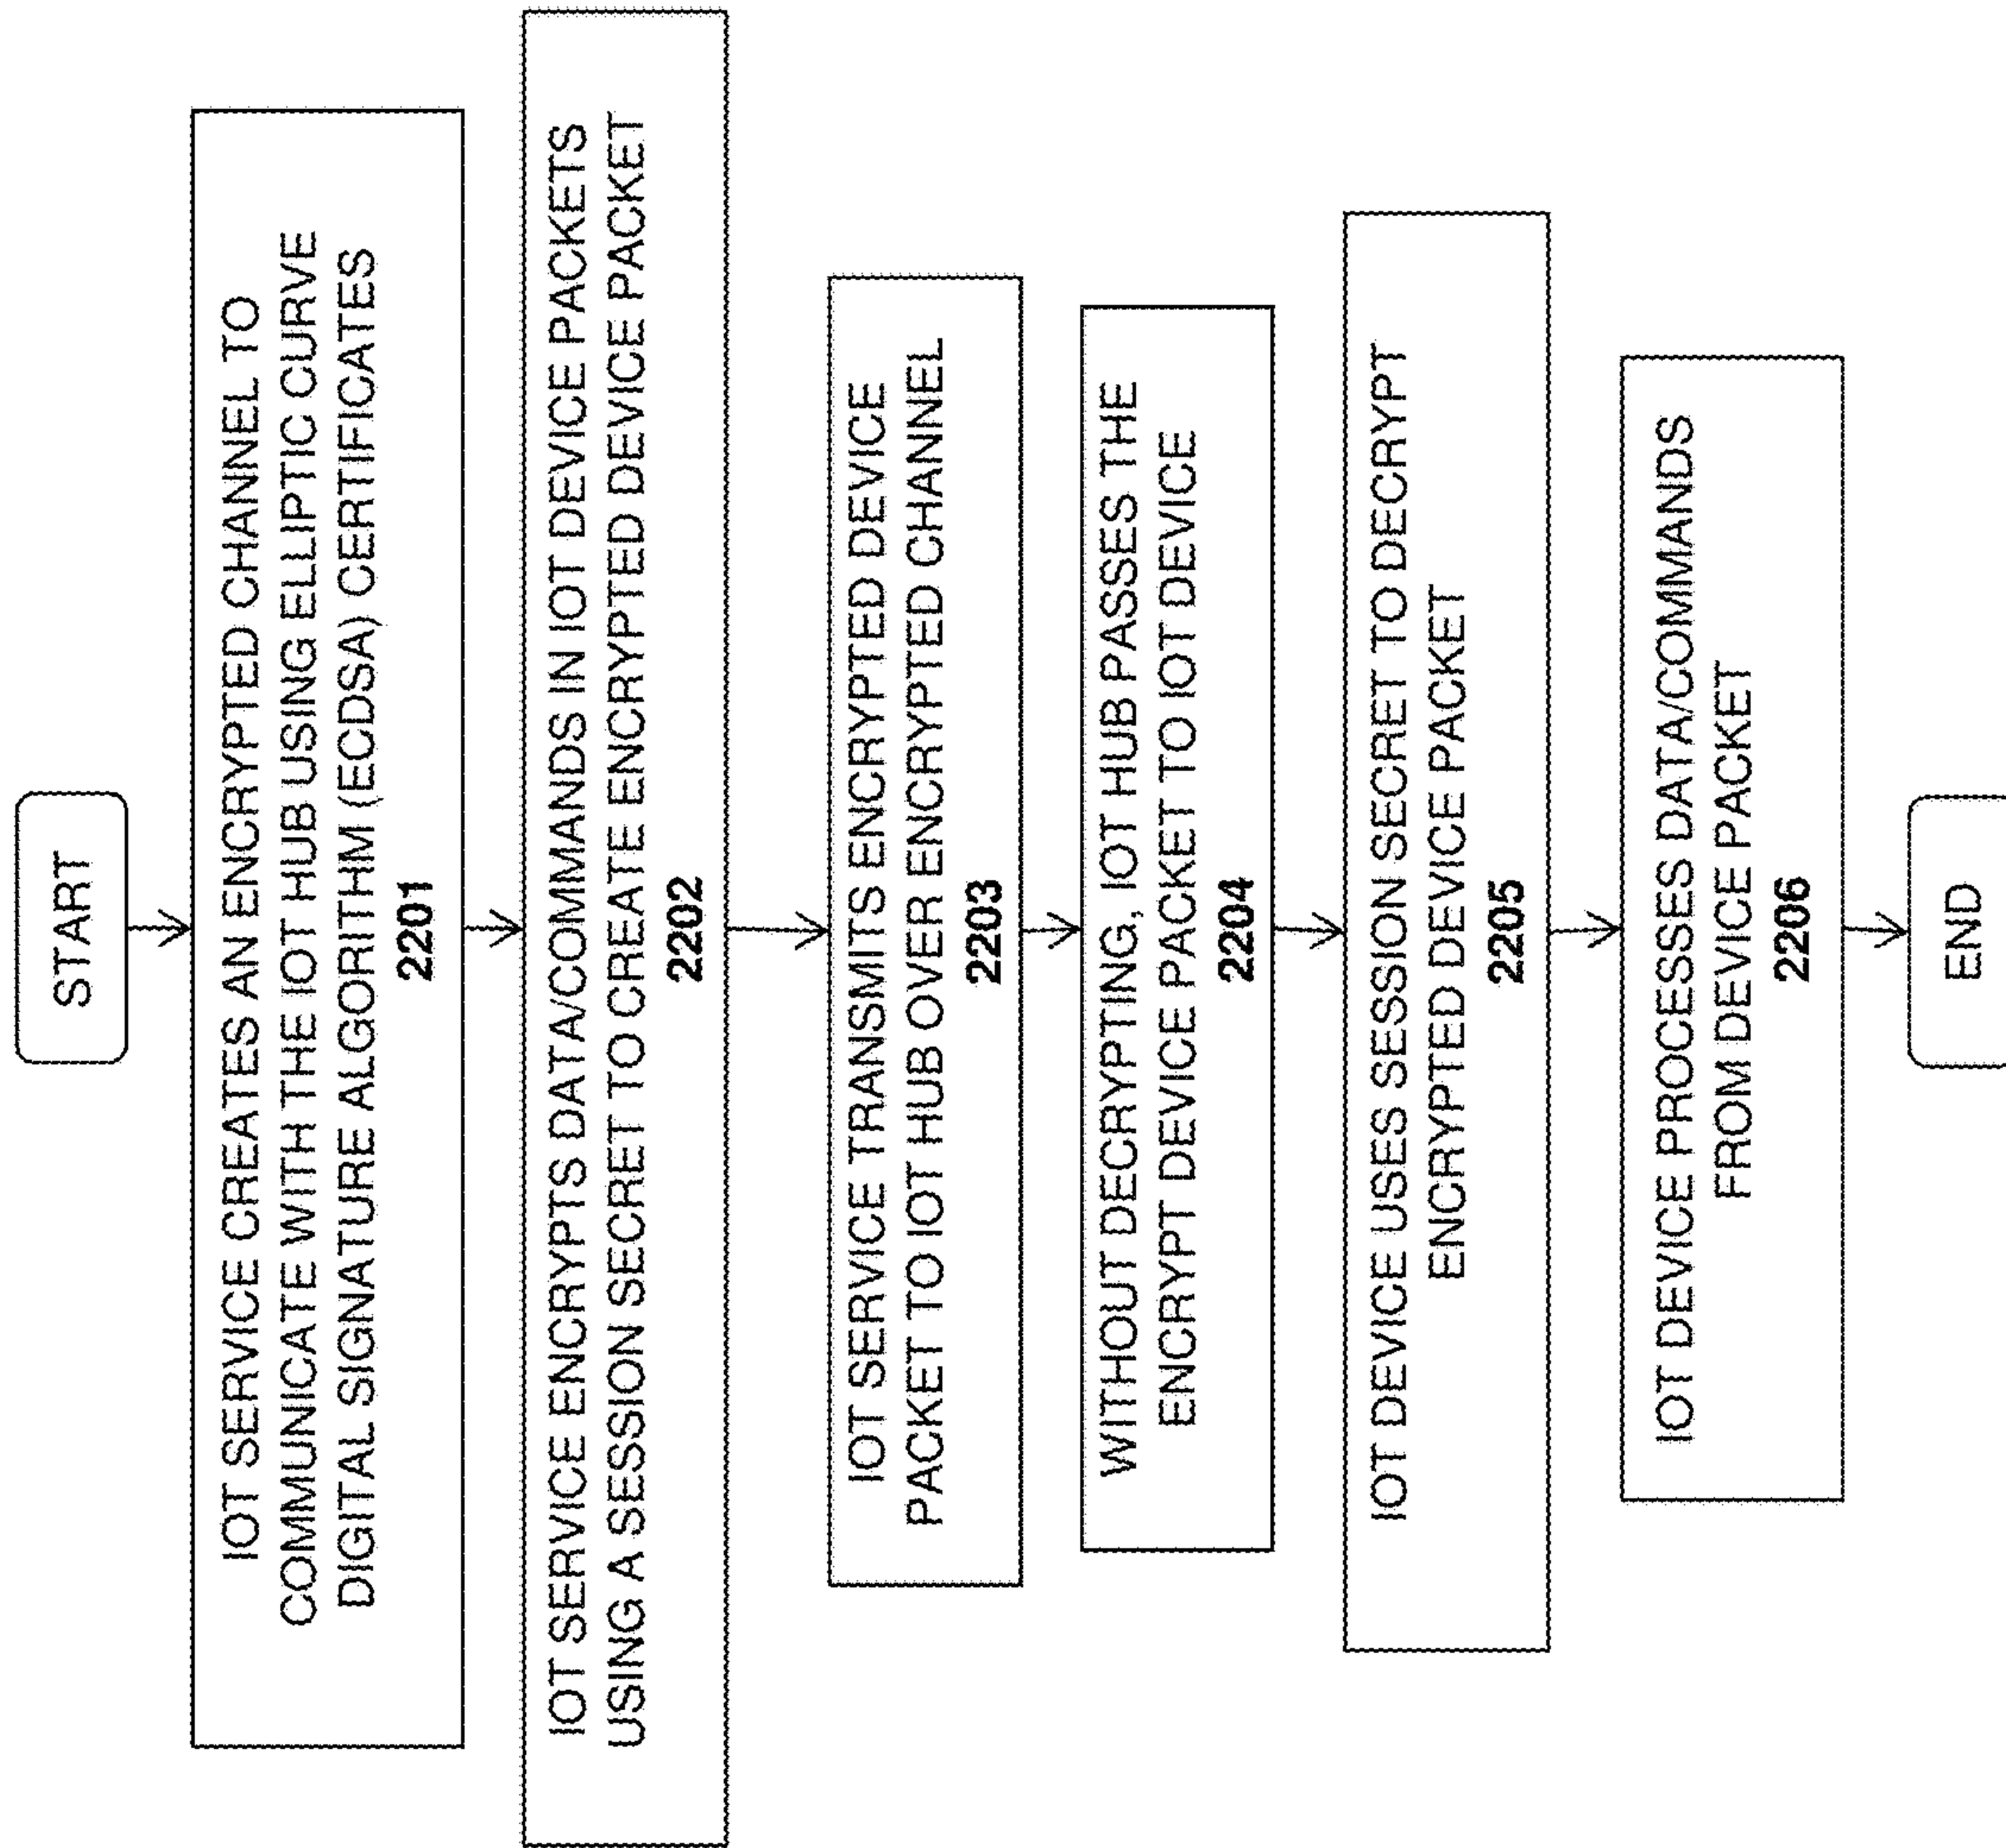 START
IOT SERVICE CREATES AN ENCRYPTED CHANNEL TO
COMMUNICATE WITH THE IOT HUB USING ELLIPTIC CURVE
DIGITAL SIGNATURE ALGORITHM (ECDSA) CERTIFICATES
2201
IOT SERVICE ENCRYPTS DATA/COMMANDS IN IOT DEVICE PACKETS
USING A SESSION SECRET TO CREATE ENCRYPTED DEVICE PACKET
2202
IOT SERVICE TRANSMITS ENCRYPTED DEVICE
PACKET TO IOT HUB OVER ENCRYPTED CHANNEL
2203
WITHOUT DECRYPTING, IOT HUB PASSES THE
ENCRYPT DEVICE PACKET TO IOT DEVICE
2204
IOT DEVICE USES SESSION SECRET TO DECRYPT
ENCRYPTED DEVICE PACKET
2205
IOT DEVICE PROCESSES DATA/COMMANDS
FROM DEVICE PACKET
2206
END